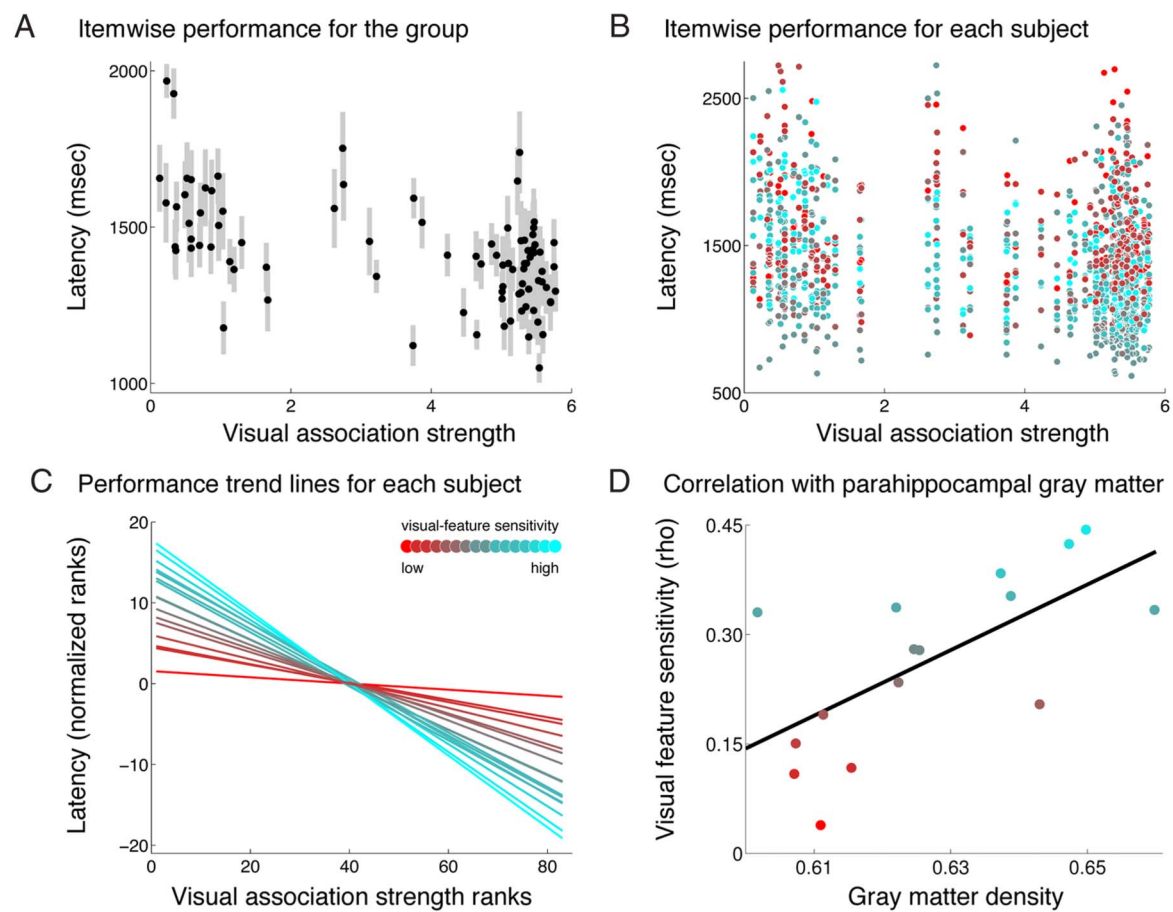 A Itemwise performance for the group
Latency (msec)
2000
1500
1000
0 2 4 6
Visual association strength
B Itemwise performance for each subject
Latency (msec)
2500
1500
500
0 2 4 6
Visual association strength
C Performance trend lines for each subject
Latency (normalized ranks)
20
10
0
−10
−20
visual-feature sensitivity
low high
0 20 40 60 80
Visual association strength ranks
D Correlation with parahippocampal gray matter
Visual feature sensitivity (rho)
0.45
0.30
0.15
0
0.61 0.63 0.65
Gray matter density